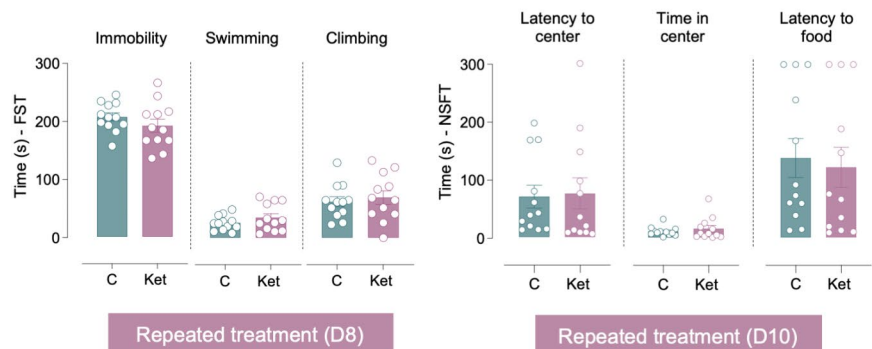 Immobility
Swimming
Climbing
Time (s) - FST
300
200
100
0
C
Ket
C
Ket
C
Ket
Repeated treatment (D8)
Latency to
center
Time in
center
Latency to
food
Time (s) - NSFT
300
200
100
0
C
Ket
C
Ket
C
Ket
Repeated treatment (D10)